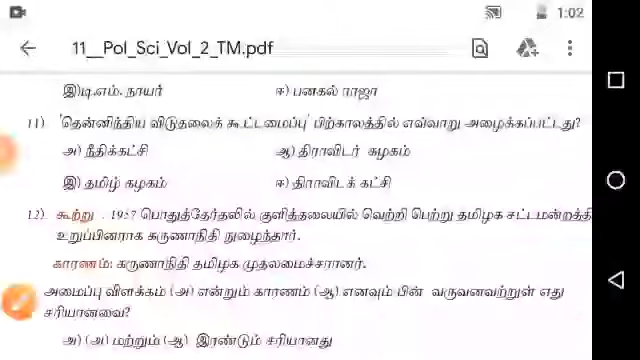 1:02
11__Pol_Sci_Vol_2_TM.pdf
இ)டி.எம். நாயர் ஈ) பனகல் ராஜா
11) 'தென்னிந்திய விடுதலைக் கூட்டமைப்பு' பிற்காலத்தில் எவ்வாறு அழைக்கப்பட்டது?
அ) நீதிக்கட்சி ஆ) திராவிடர் கழகம்
இ) தமிழ் கழகம் ஈ) திராவிடக் கட்சி
12) கூற்று . 1957 பொதுத்தேர்தலில் குளித்தலையில் வெற்றி பெற்று தமிழக சட்டமன்றத்தி
உறுப்பினராக கருணாநிதி நுழைந்தார்.
காரணம்: கருணாநிதி தமிழக முதலமைச்சரானர்.
அமைப்பு விளக்கம் (அ) என்றும் காரணம் (ஆ) எனவும் பின் வருவனவற்றுள் எது
சரியானவை?
அ) (அ) மற்றும் (ஆ) இரண்டும் சரியானது